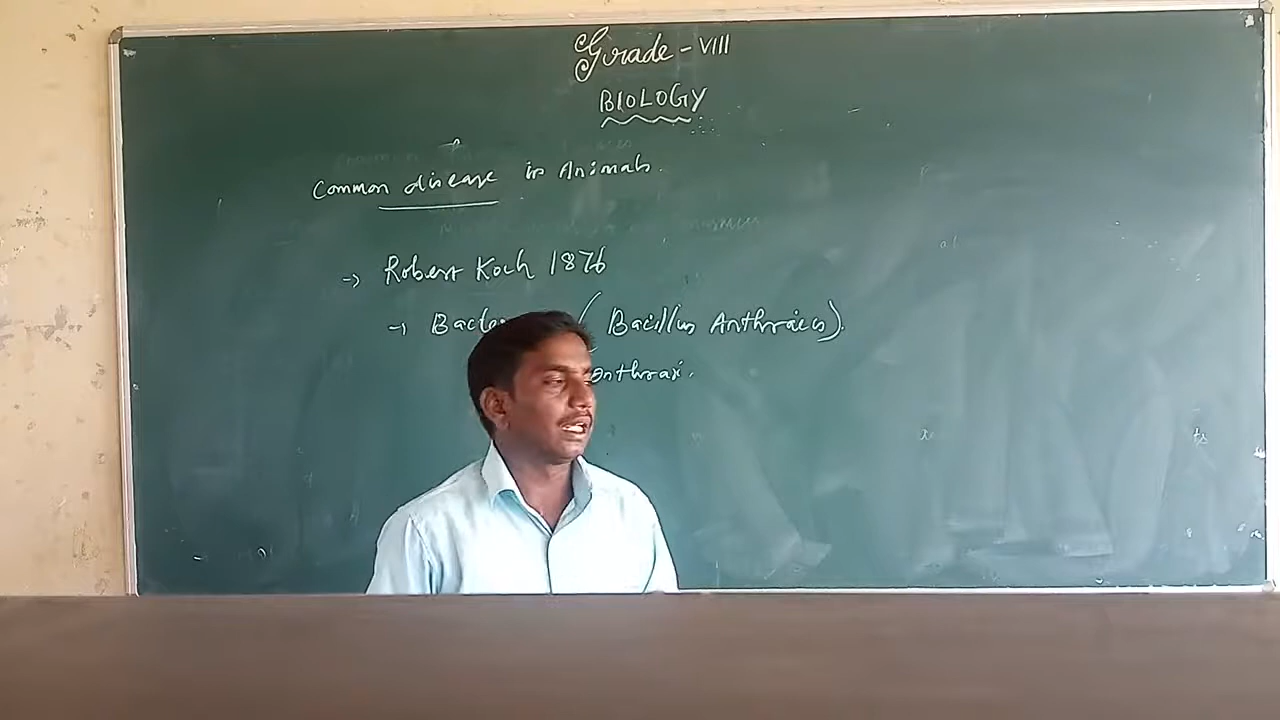 Grade - VIII
BIOLOGY
Common disease in Animals.
→ Robert Koch 1876
→ ( Bacillus Anthracis).
anthrax.